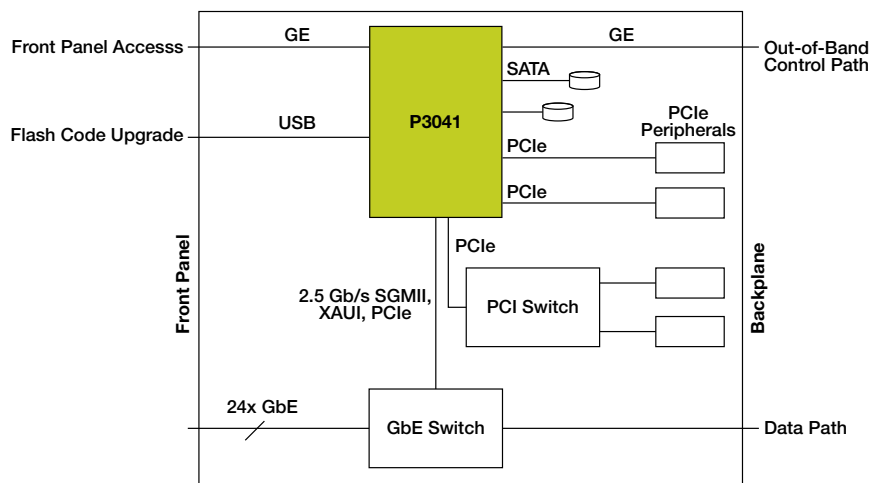 Front Panel Accesss
GE
GE
Out-of-Band
Control Path
SATA
P3041
PCIe
Peripherals
Flash Code Upgrade
USB
PCIe
PCIe
PCIe
Front Panel
2.5 Gb/s SGMII,
XAUI, PCIe
PCI Switch
Backplane
24x GbE
GbE Switch
Data Path